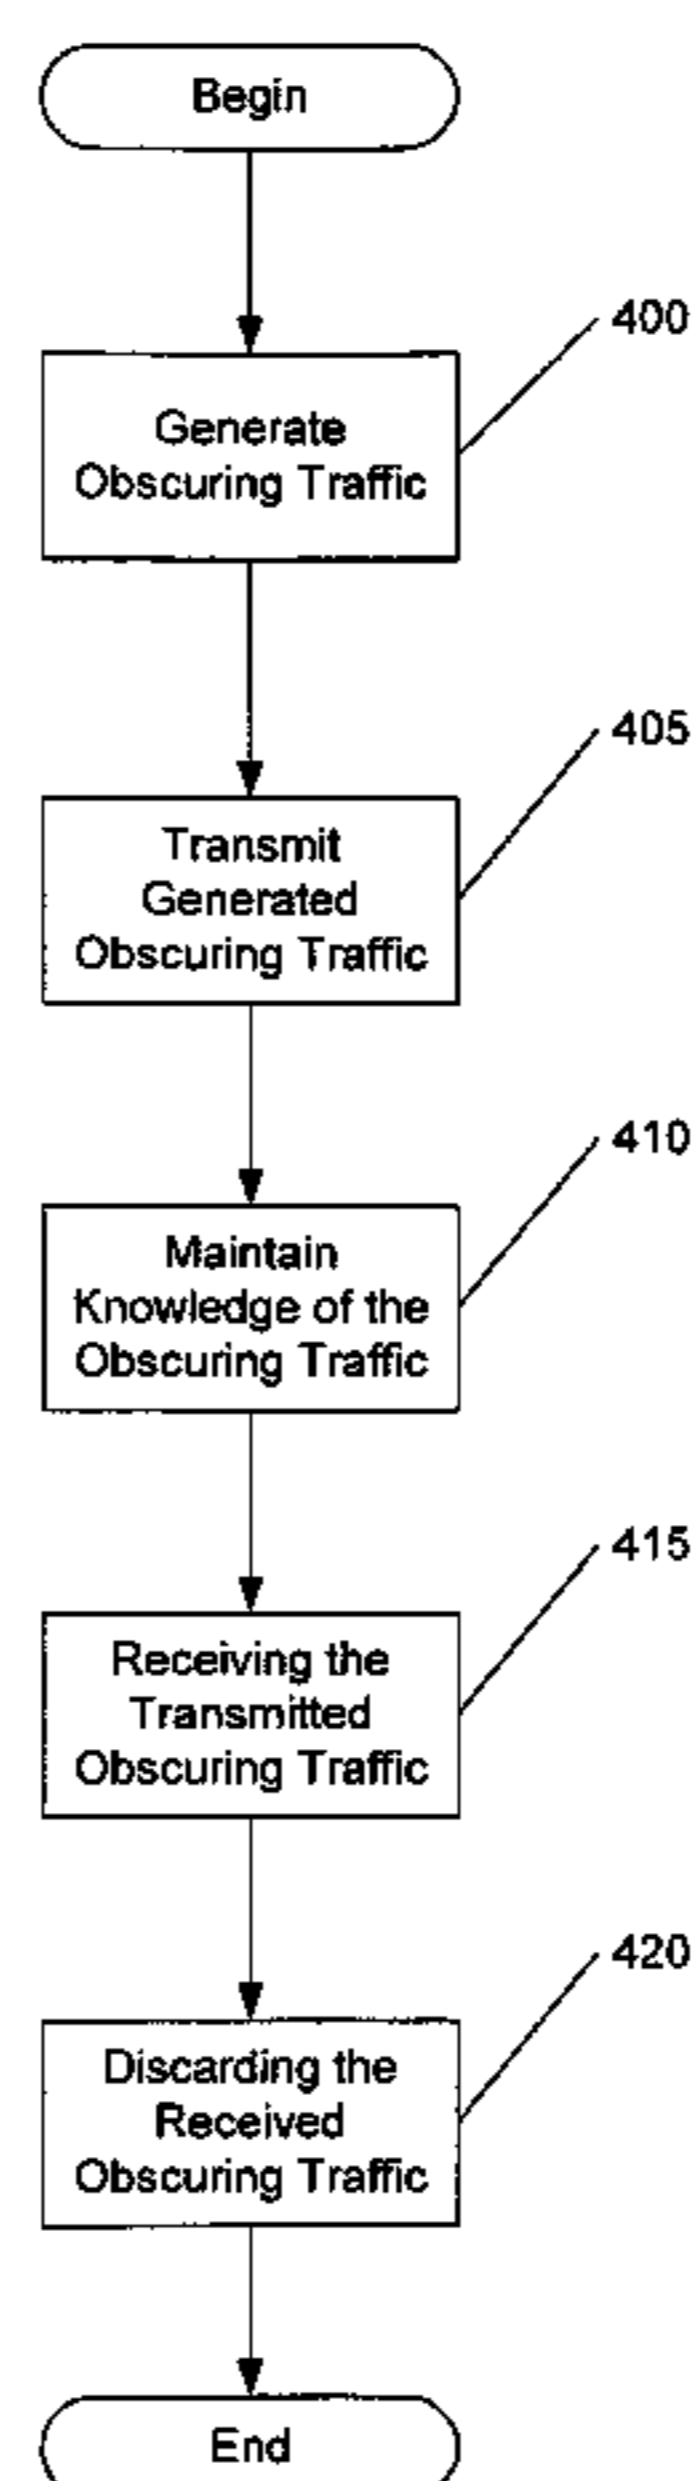 Begin
400
Generate
Obscuring Traffic
405
Transmit
Generated
Obscuring Traffic
410
Maintain
Knowledge of the
Obscuring Traffic
415
Receiving the
Transmitted
Obscuring Traffic
420
Discarding the
Received
Obscuring Traffic
End